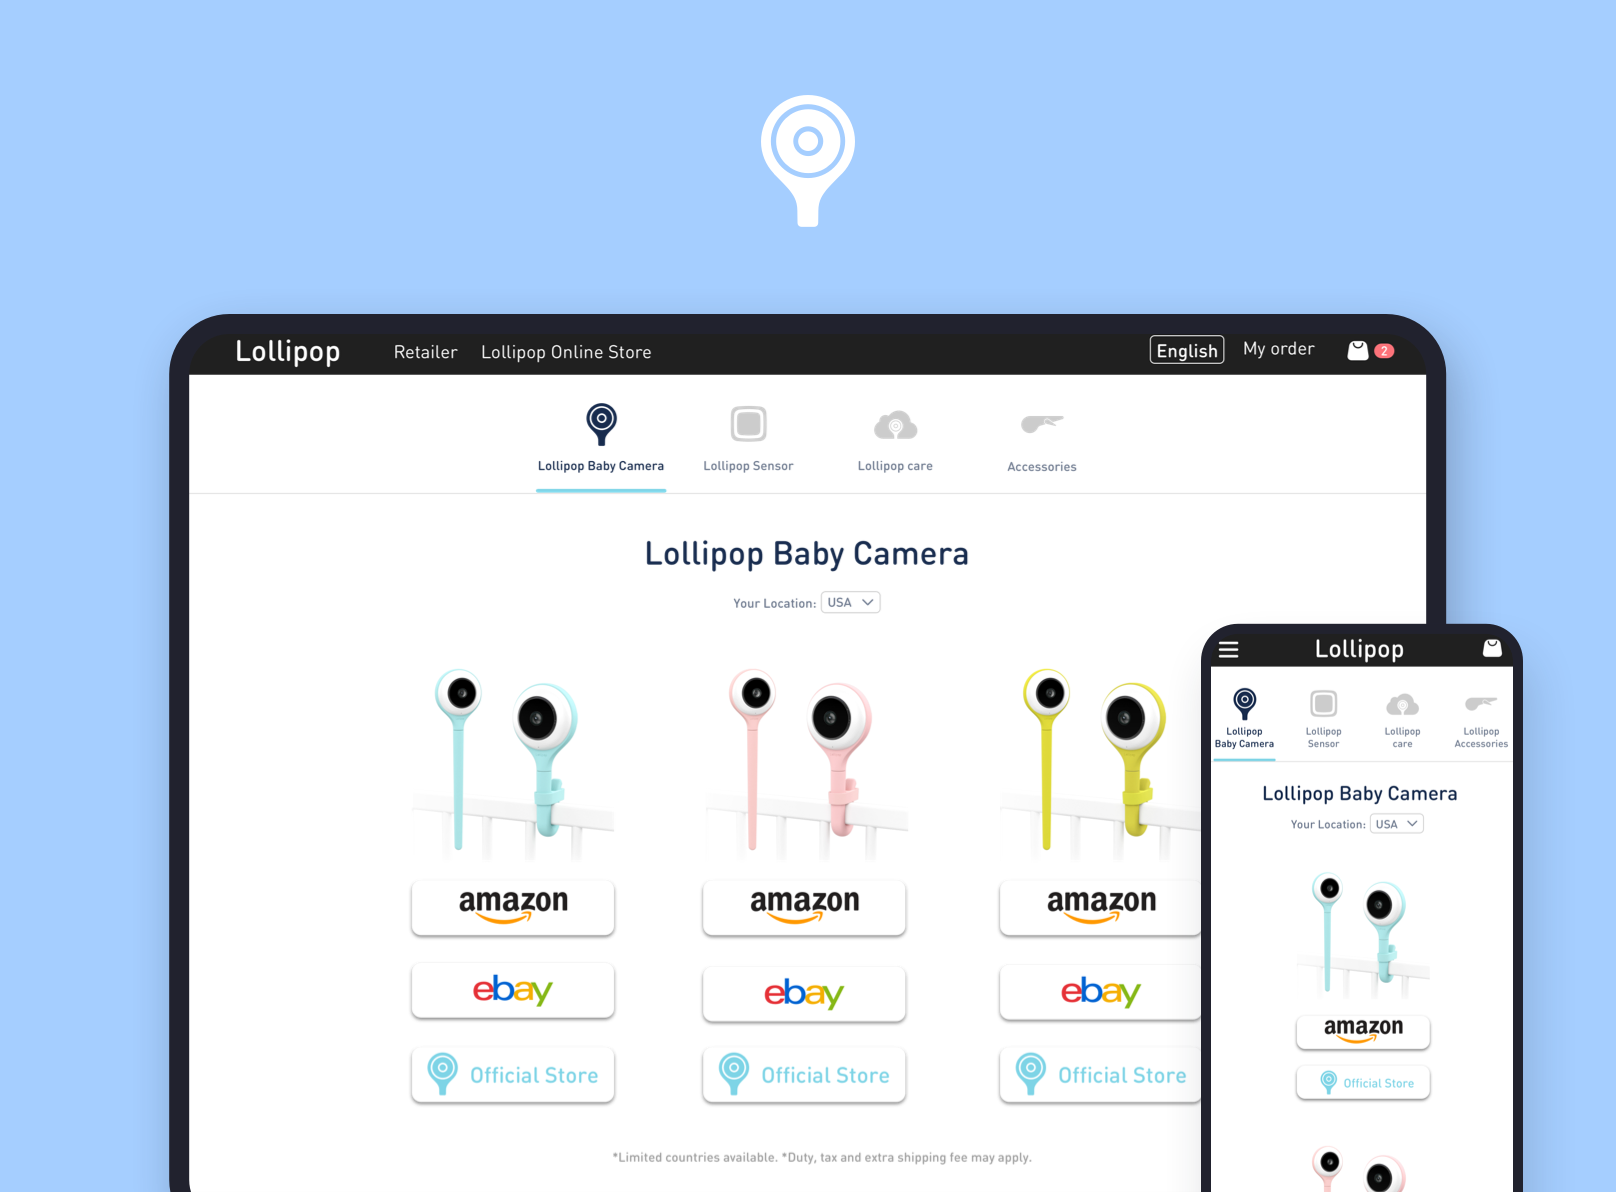 Lollipop Retailer Lollipop Online Store English My order 2
Lollipop Baby Camera Lollipop Sensor Lollipop care Accessories
Lollipop Baby Camera
Your Location: USA
amazon amazon amazon
ebay ebay ebay
Official Store Official Store Official Store
*Limited countries available. *Duty, tax and extra shipping fee may apply.
Lollipop
Lollipop Lollipop Lollipop Lollipop
Baby Camera Sensor care Accessories
Lollipop Baby Camera
Your Location: USA
amazon
Official Store